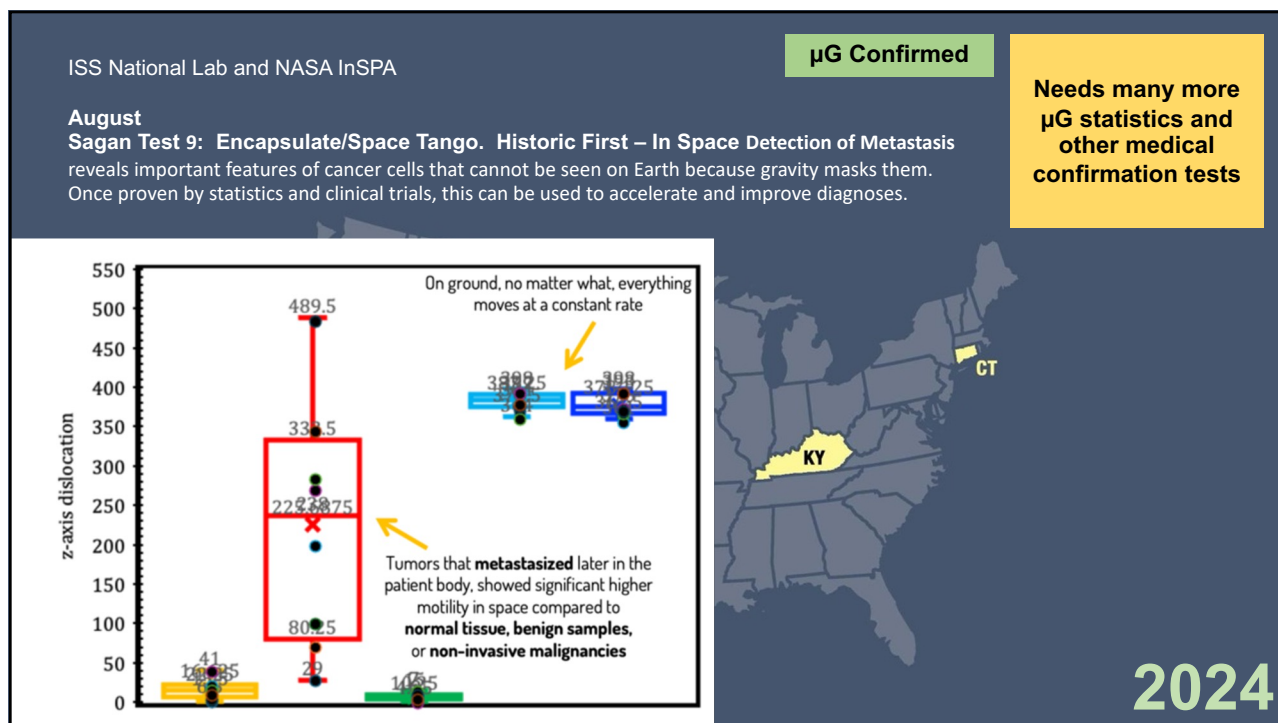 ISS National Lab and NASA InSPA
µG Confirmed
Needs many more
µG statistics and
other medical
confirmation tests
August
Sagan Test 9: Encapsulate/Space Tango. Historic First – In Space Detection of Metastasis
reveals important features of cancer cells that cannot be seen on Earth because gravity masks them.
Once proven by statistics and clinical trials, this can be used to accelerate and improve diagnoses.
z-axis dislocation
550
500
450
400
350
300
250
200
150
100
50
0
489.5
80.25
29
41
On ground, no matter what, everything
moves at a constant rate
Tumors that metastasized later in the
patient body, showed significant higher
motility in space compared to
normal tissue, benign samples,
or non-invasive malignancies
CT
KY
2024